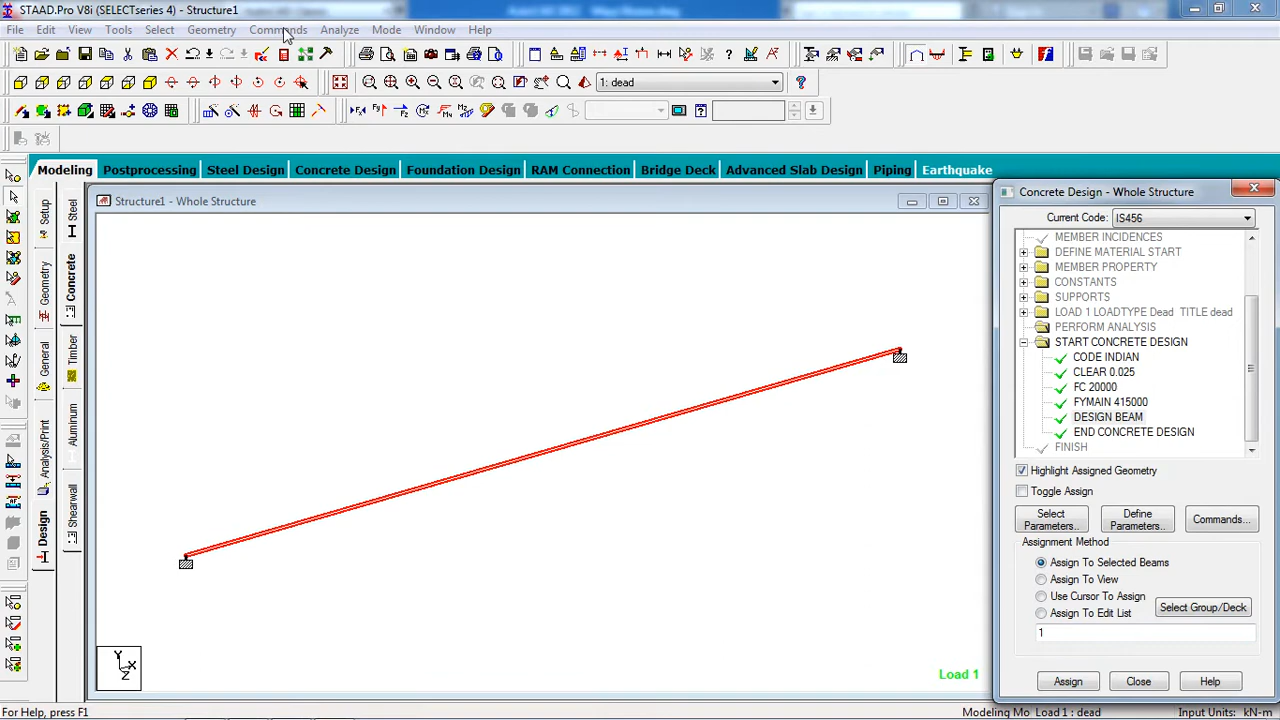 STAAD.Pro V8i (SELECTseries 4) - Structure1
File Edit View Tools Select Geometry Commands Analyze Mode Window Help
1: dead
Modeling Postprocessing Steel Design Concrete Design Foundation Design RAM Connection Bridge Deck Advanced Slab Design Piping Earthquake
Setup
Geometry
General
Analysis/Print
Design
Steel
Concrete
Timber
Aluminum
Shearwall
Structure1 - Whole Structure
Y
X
Z
Load 1
Concrete Design - Whole Structure
Current Code: IS456
MEMBER INCIDENCES
DEFINE MATERIAL START
MEMBER PROPERTY
CONSTANTS
SUPPORTS
LOAD 1 LOADTYPE Dead TITLE dead
PERFORM ANALYSIS
START CONCRETE DESIGN
CODE INDIAN
CLEAR 0.025
FC 20000
FYMAIN 415000
DESIGN BEAM
END CONCRETE DESIGN
FINISH
Highlight Assigned Geometry
Toggle Assign
Select Parameters..
Define Parameters..
Commands...
Assignment Method
Assign To Selected Beams
Assign To View
Use Cursor To Assign
Assign To Edit List
Select Group/Deck
1
Assign Close Help
For Help, press F1
Modeling Mo Load 1 : dead Input Units: kN-m